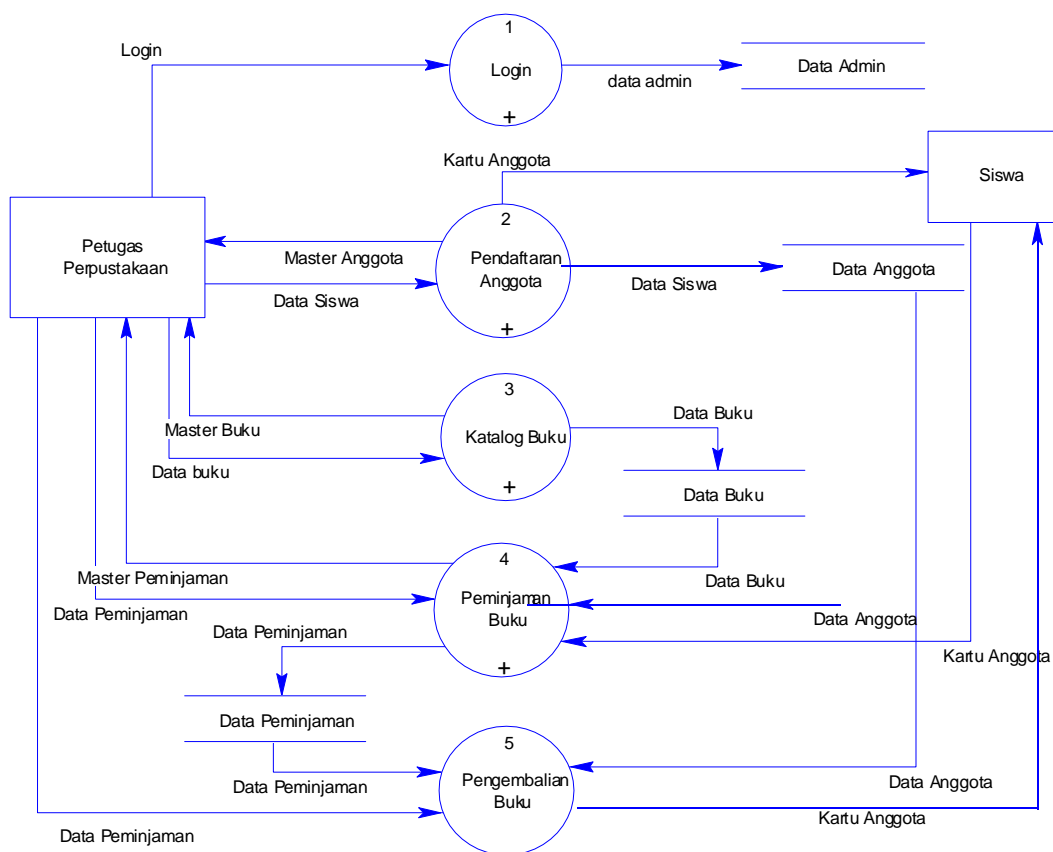 1
Login
Login
+
data admin
Data Admin
Kartu Anggota
Siswa
2
Petugas
Perpustakaan
Master Anggota
Pendaftaran
Anggota
Data Siswa
Data Siswa
Data Anggota
+
3
Master Buku
Katalog Buku
Data Buku
Data buku
+
Data Buku
4
Master Peminjaman
Data Buku
Data Peminjaman
Peminjaman
Buku
Data Anggota
Data Peminjaman
Kartu Anggota
+
Data Peminjaman
5
Data Peminjaman
Pengembalian
Buku
Data Anggota
Kartu Anggota
Data Peminjaman